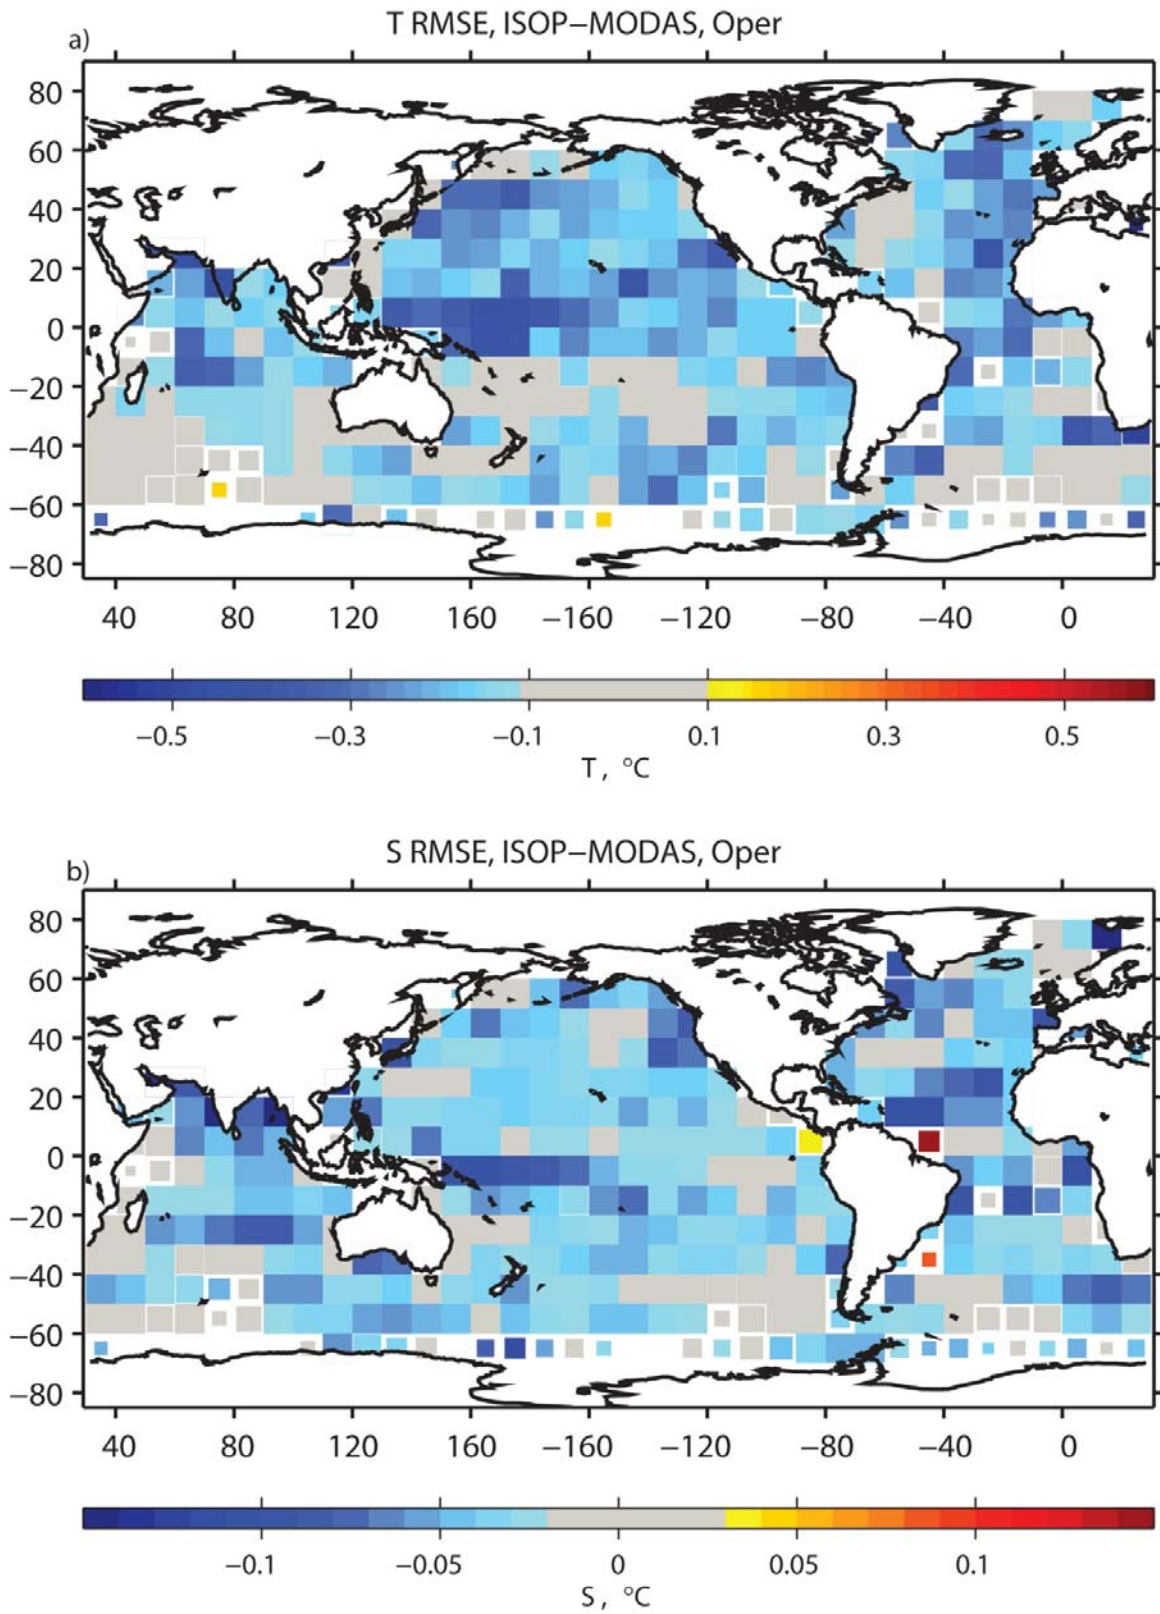 T RMSE, ISOP–MODAS, Oper
a)
80
60
40
20
0
−20
−40
−60
−80
40 80 120 160 −160 −120 −80 −40 0
−0.5 −0.3 −0.1 0.1 0.3 0.5
T , °C
S RMSE, ISOP–MODAS, Oper
b)
80
60
40
20
0
−20
−40
−60
−80
40 80 120 160 −160 −120 −80 −40 0
−0.1 −0.05 0 0.05 0.1
S , °C